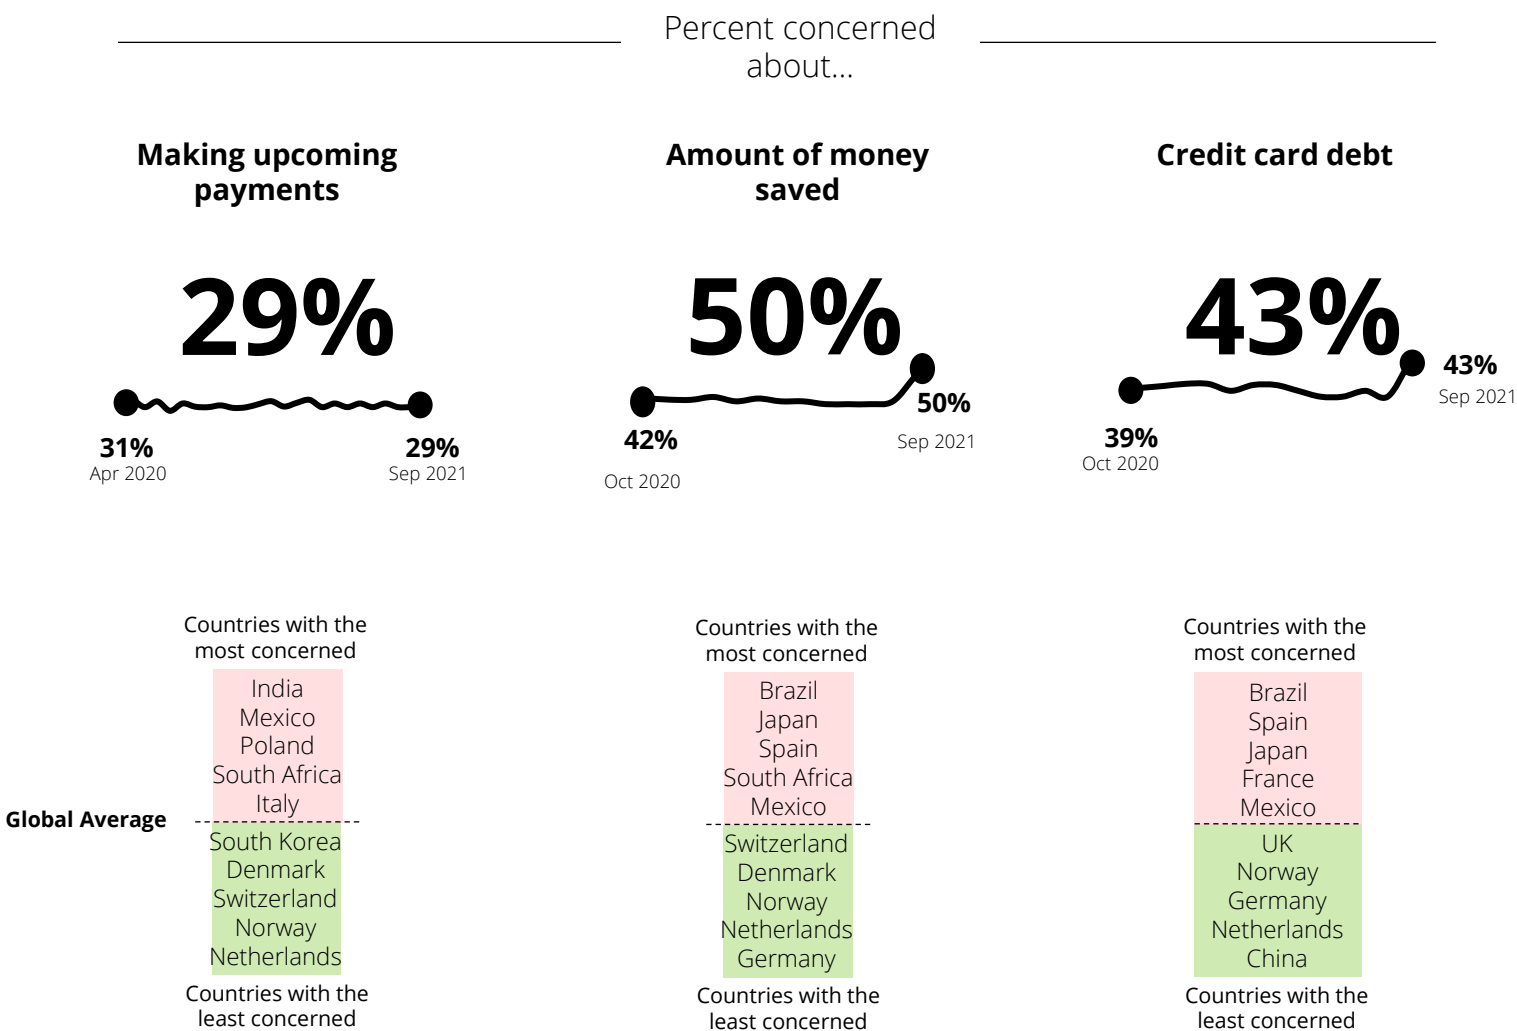 Percent concerned
about...
Making upcoming
payments
29%
31%
Apr 2020
29%
Sep 2021
Amount of money
saved
50%
42%
Oct 2020
50%
Sep 2021
Credit card debt
43%
39%
Oct 2020
43%
Sep 2021
Global Average
Countries with the
most concerned
India
Mexico
Poland
South Africa
Italy
South Korea
Denmark
Switzerland
Norway
Netherlands
Countries with the
least concerned
Countries with the
most concerned
Brazil
Japan
Spain
South Africa
Mexico
Switzerland
Denmark
Norway
Netherlands
Germany
Countries with the
least concerned
Countries with the
most concerned
Brazil
Spain
Japan
France
Mexico
UK
Norway
Germany
Netherlands
China
Countries with the
least concerned